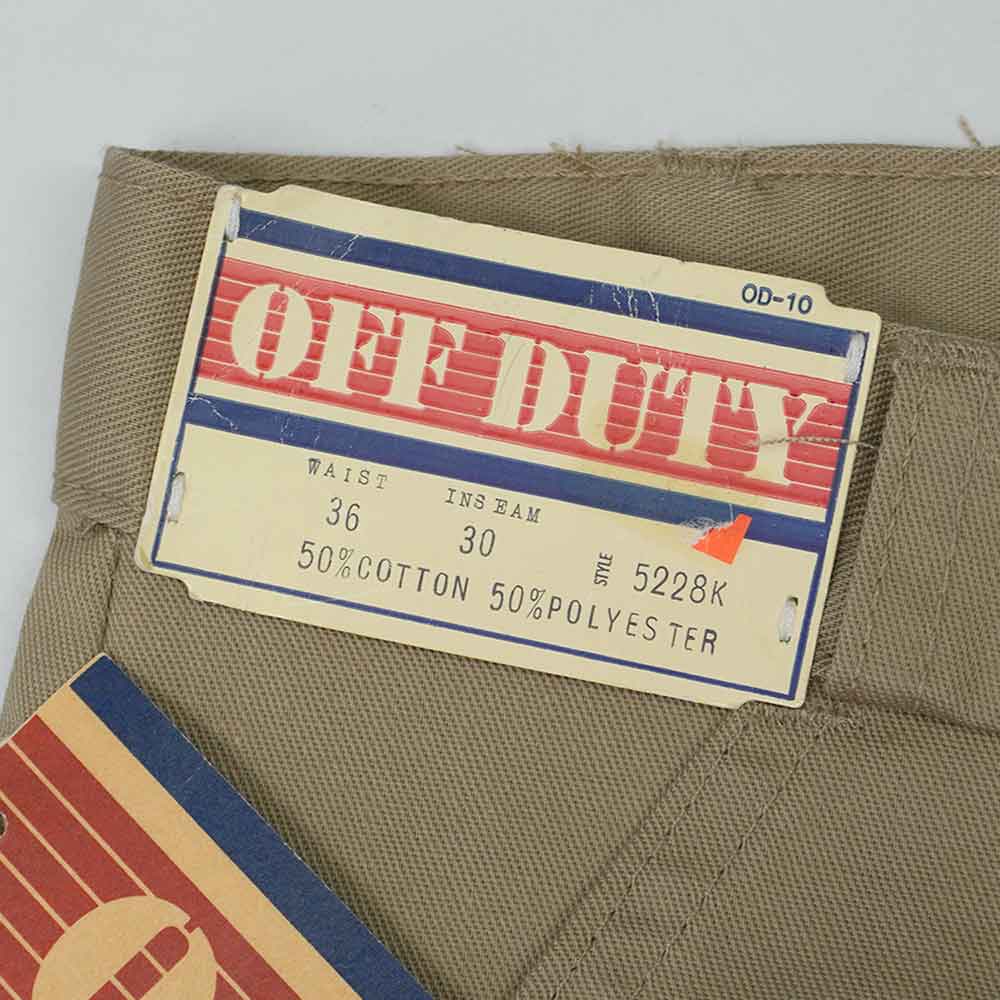 OD-10
OFF DUTY
WAIST INSEAM
36 30
STYLE 5228K
50%COTTON 50%POLYESTER